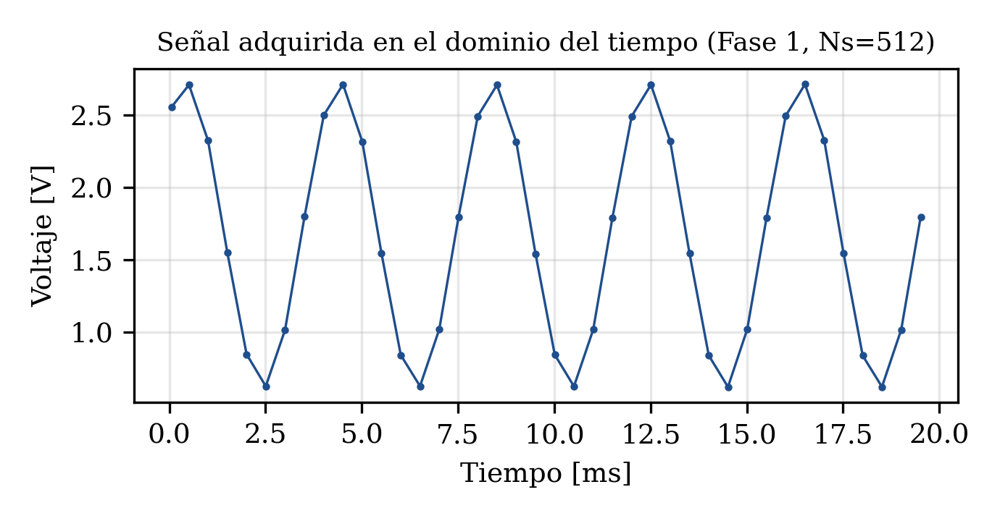 Señal adquirida en el dominio del tiempo (Fase 1, Ns=512)
Voltaje [V]
2.5
2.0
1.5
1.0
0.0 2.5 5.0 7.5 10.0 12.5 15.0 17.5 20.0
Tiempo [ms]